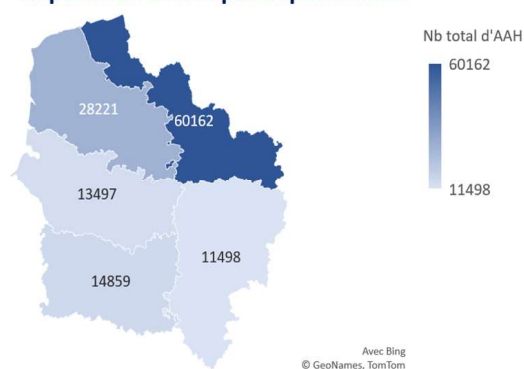 Nb total d'AAH
60162
28221
60162
13497
11498
11498
14859
Avec Bing
© GeoNames, TomTom